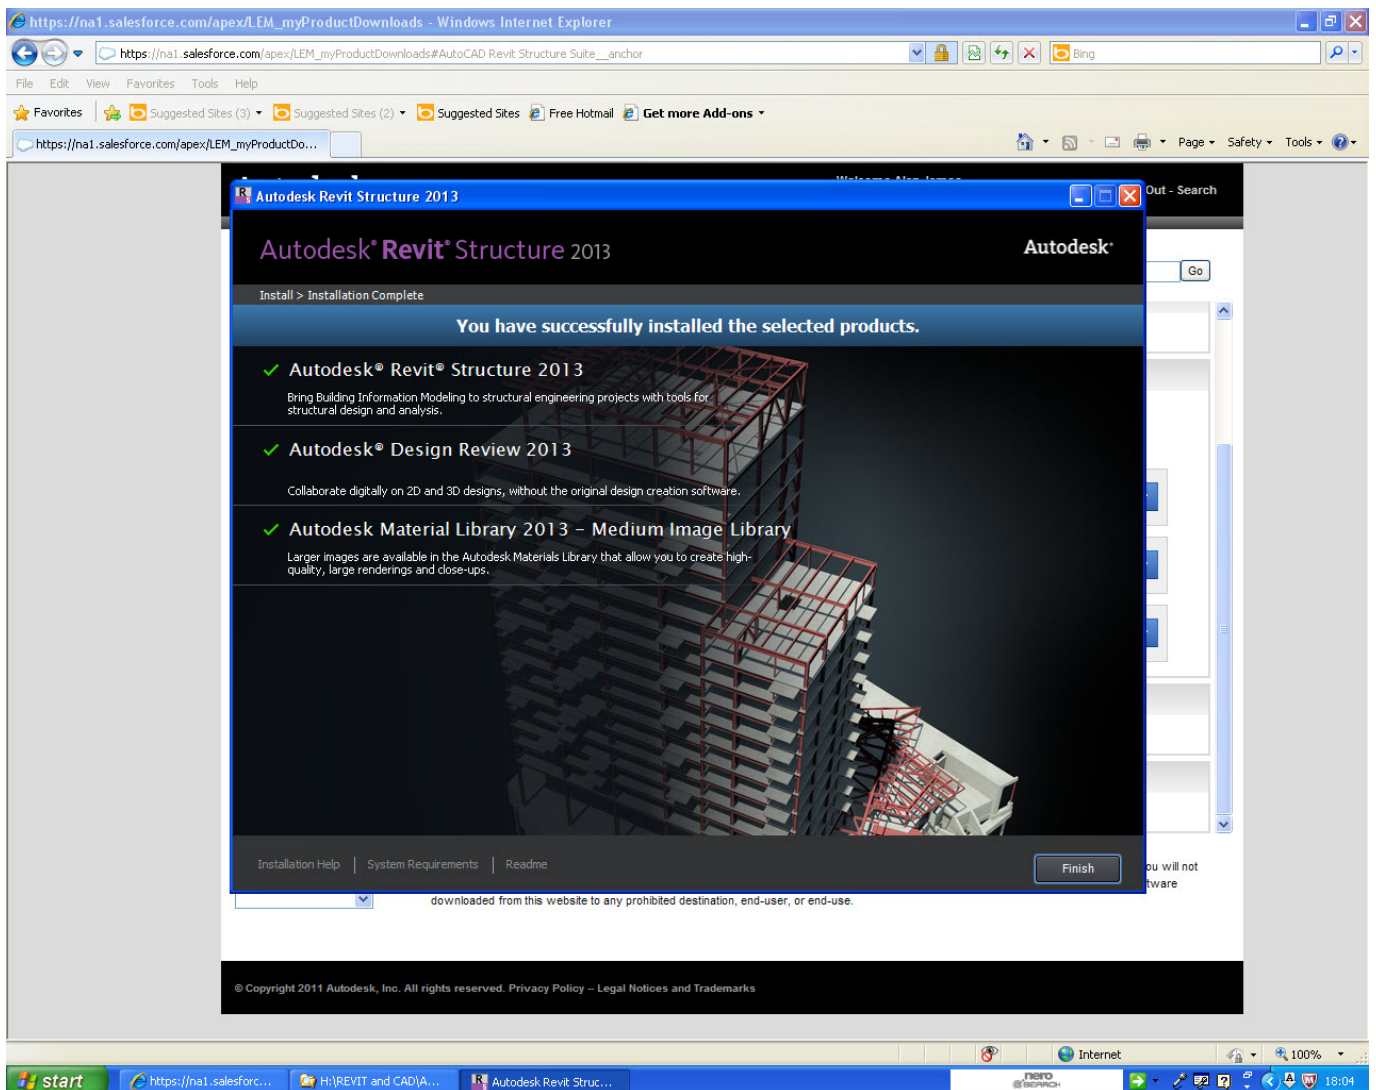 https://na1.salesforce.com/apex/LEM_myProductDownloads - Windows Internet Explorer
https://na1.salesforce.com/apex/LEM_myProductDownloads#AutoCAD Revit Structure Suite__anchor
Bing
File Edit View Favorites Tools Help
Favorites Suggested Sites (3) Suggested Sites (2) Suggested Sites Free Hotmail Get more Add-ons
https://na1.salesforce.com/apex/LEM_myProductDo...
Page Safety Tools
Out - Search
Autodesk Revit Structure 2013
Autodesk® Revit® Structure 2013
Autodesk®
Go
Install > Installation Complete
You have successfully installed the selected products.
Autodesk® Revit® Structure 2013
Bring Building Information Modeling to structural engineering projects with tools for
structural design and analysis.
Autodesk® Design Review 2013
Collaborate digitally on 2D and 3D designs, without the original design creation software.
Autodesk Material Library 2013 - Medium Image Library
Larger images are available in the Autodesk Materials Library that allow you to create high-
quality, large renderings and close-ups.
Installation Help | System Requirements | Readme
Finish
ou will not
tware
downloaded from this website to any prohibited destination, end-user, or end-use.
© Copyright 2011 Autodesk, Inc. All rights reserved. Privacy Policy – Legal Notices and Trademarks
Internet
100%
start
https://na1.salesforc...
H:\REVIT and CAD\A...
Autodesk Revit Struc...
nero
SEARCH
18:04